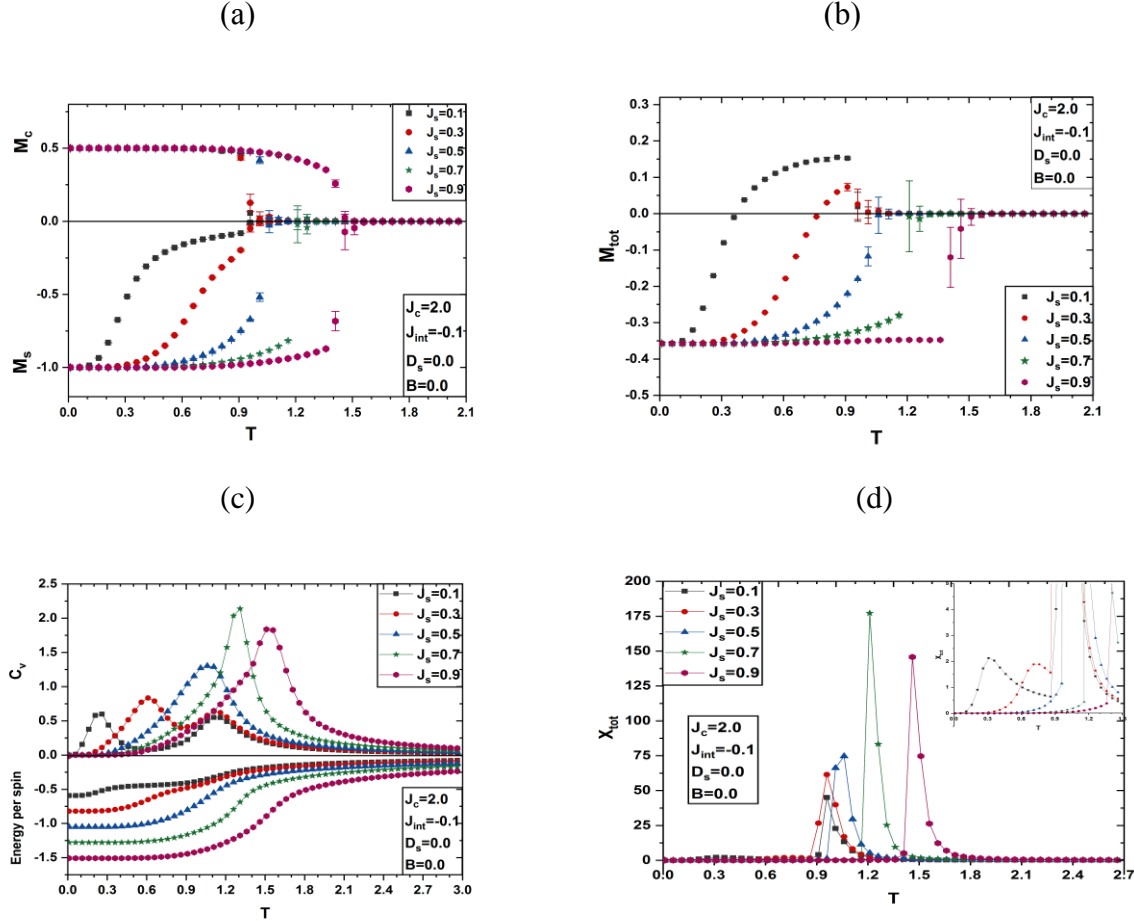 (a)
M_c
M_s
0.5
0.0
-0.5
-1.0
0.0 0.3 0.6 0.9 1.2 1.5 1.8 2.1
T
J_s=0.1
J_s=0.3
J_s=0.5
J_s=0.7
J_s=0.9
J_c=2.0
J_int=-0.1
D_s=0.0
B=0.0
(b)
M_tot
0.3
0.2
0.1
0.0
-0.1
-0.2
-0.3
-0.4
-0.5
0.0 0.3 0.6 0.9 1.2 1.5 1.8 2.1
T
J_c=2.0
J_int=-0.1
D_s=0.0
B=0.0
J_s=0.1
J_s=0.3
J_s=0.5
J_s=0.7
J_s=0.9
(c)
C_v
Energy per spin
2.5
2.0
1.5
1.0
0.5
0.0
-0.5
-1.0
-1.5
0.0 0.3 0.6 0.9 1.2 1.5 1.8 2.1 2.4 2.7 3.0
T
J_s=0.1
J_s=0.3
J_s=0.5
J_s=0.7
J_s=0.9
J_c=2.0
J_int=-0.1
D_s=0.0
B=0.0
(d)
X_tot
200
175
150
125
100
75
50
25
0
0.0 0.3 0.6 0.9 1.2 1.5 1.8 2.1 2.4 2.7
T
J_s=0.1
J_s=0.3
J_s=0.5
J_s=0.7
J_s=0.9
J_c=2.0
J_int=-0.1
D_s=0.0
B=0.0
X_tot
5
4
3
2
1
0
T